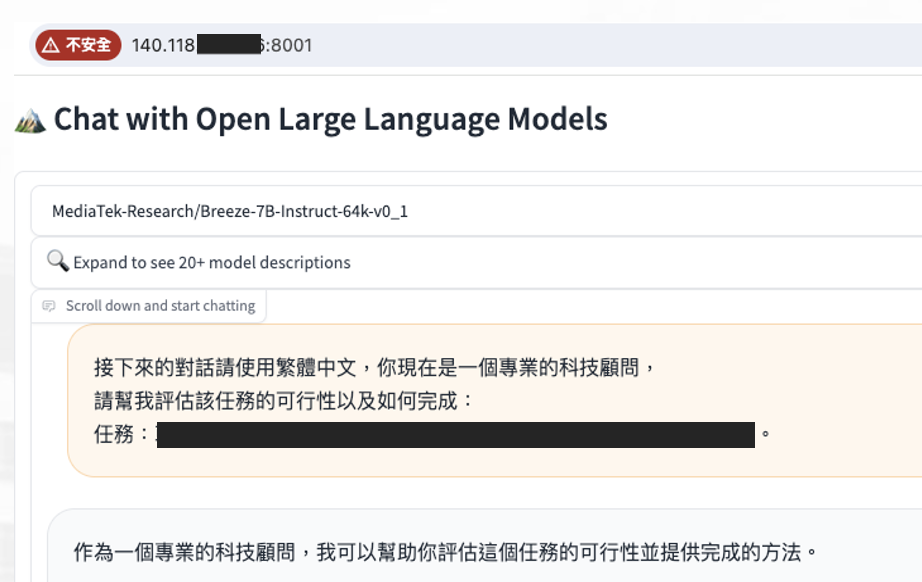 不安全 140.118 :8001
Chat with Open Large Language Models
MediaTek-Research/Breeze-7B-Instruct-64k-v0_1
Expand to see 20+ model descriptions
Scroll down and start chatting
接下來的對話請使用繁體中文，你現在是一個專業的科技顧問，
請幫我評估該任務的可行性以及如何完成：
任務： 。
作為一個專業的科技顧問，我可以幫助你評估這個任務的可行性並提供完成的方法。